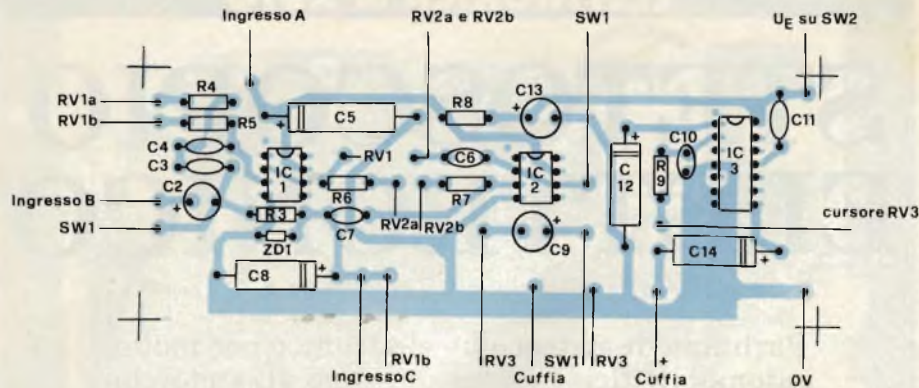 Ingresso A
RV2a e RV2b
SW1
UE su SW2
RV1a
RV1b
R4
R5
C4
C3
C2
Ingresso B
SW1
+
C5
+
IC 1
RV1
R8
C13
+
C6
IC 2
R6
R7
RV2a
RV2b
R3
ZD1
C7
C9
+
C8
+
C 12
+
R 9
C10
IC 3
C11
cursore RV3
C14
+
Ingresso C
RV1b
RV3
Cuffia
SW1
RV3
+
Cuffia
0V